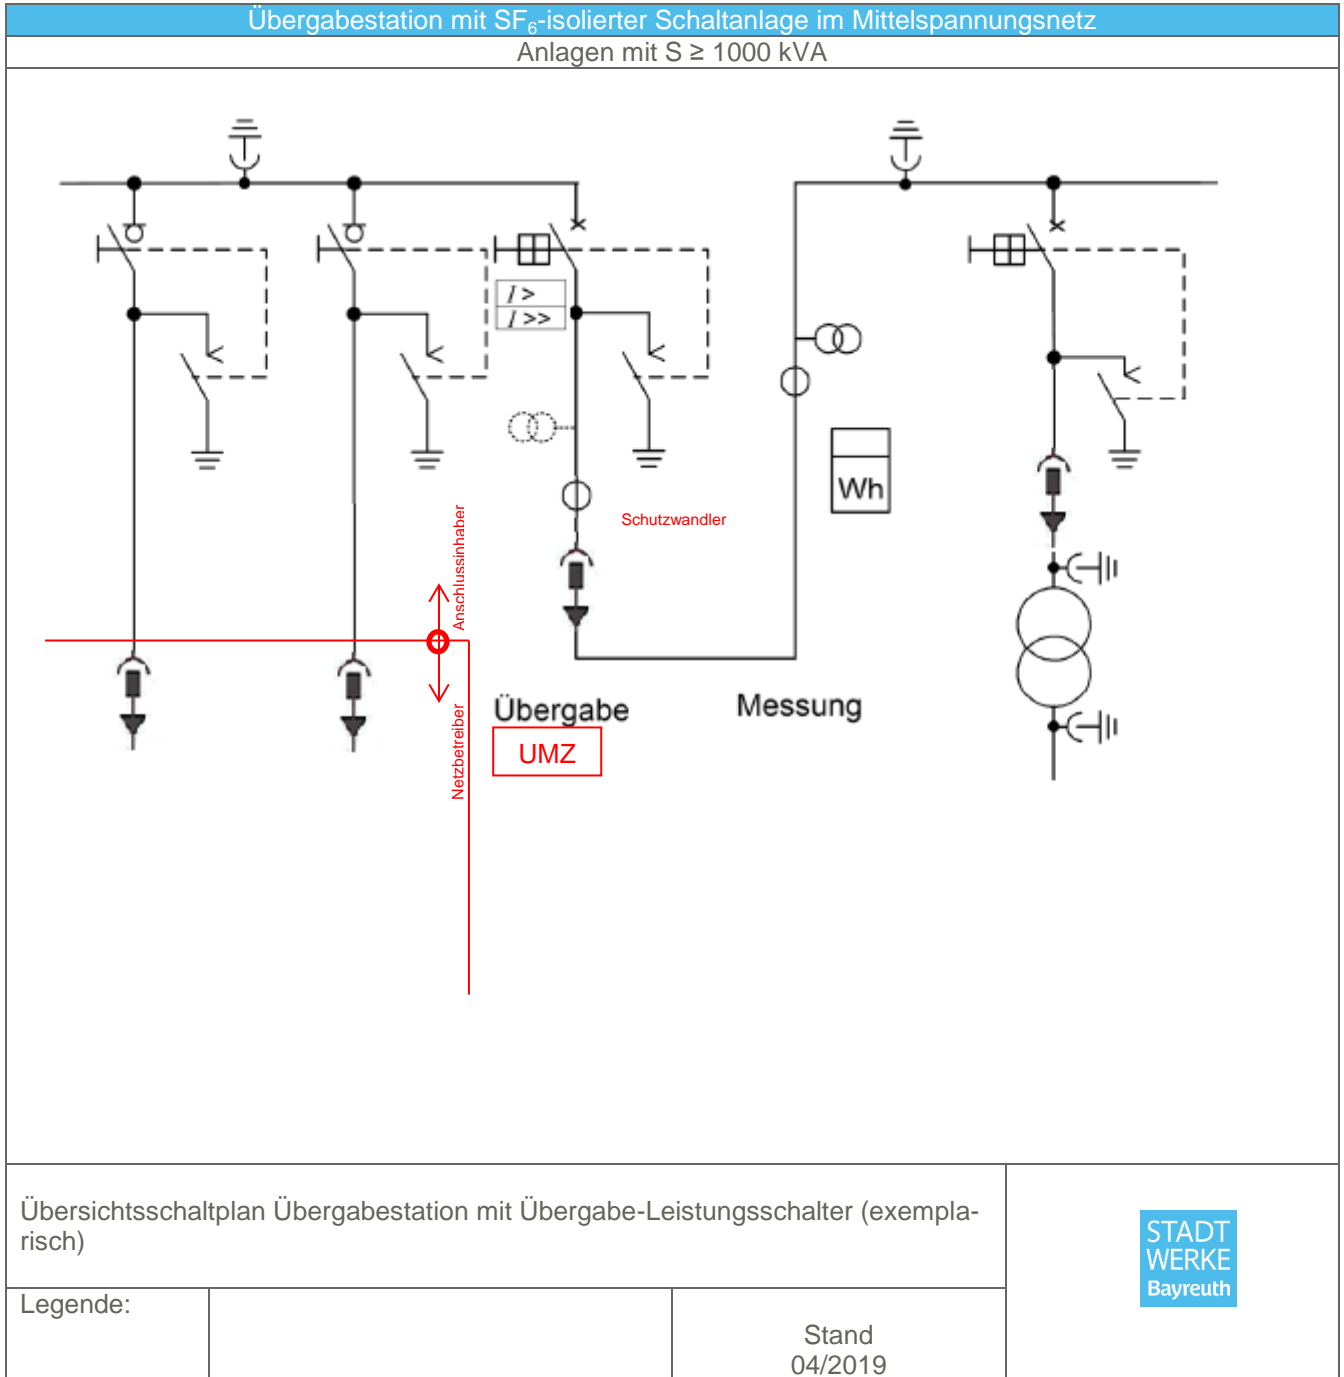 Übergabestation mit SF₆-isolierter Schaltanlage im Mittelspannungsnetz
Anlagen mit S ≥ 1000 kVA
I >
I >>
Wh
Schutzwandler
Anschlussinhaber
Netzbetreiber
Übergabe
Messung
UMZ
Übersichtsschaltplan Übergabestation mit Übergabe-Leistungsschalter (exempla-
risch)
STADT
WERKE
Bayreuth
Legende:
Stand
04/2019